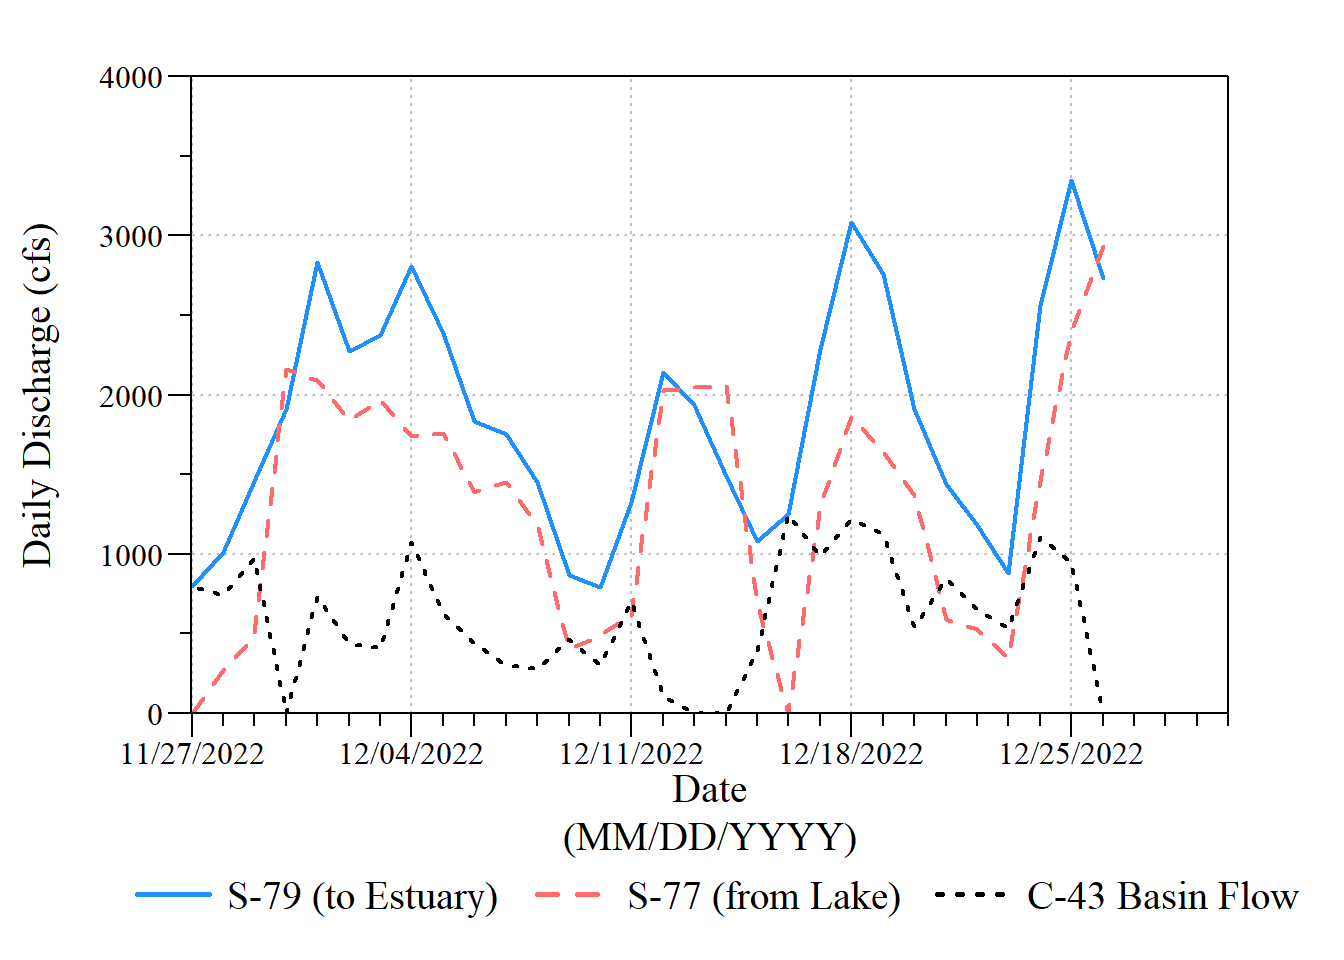 4000
3000
2000
1000
0
Daily Discharge (cfs)
11/27/2022 12/04/2022 12/11/2022 12/18/2022 12/25/2022
Date
(MM/DD/YYYY)
S-79 (to Estuary) S-77 (from Lake) C-43 Basin Flow